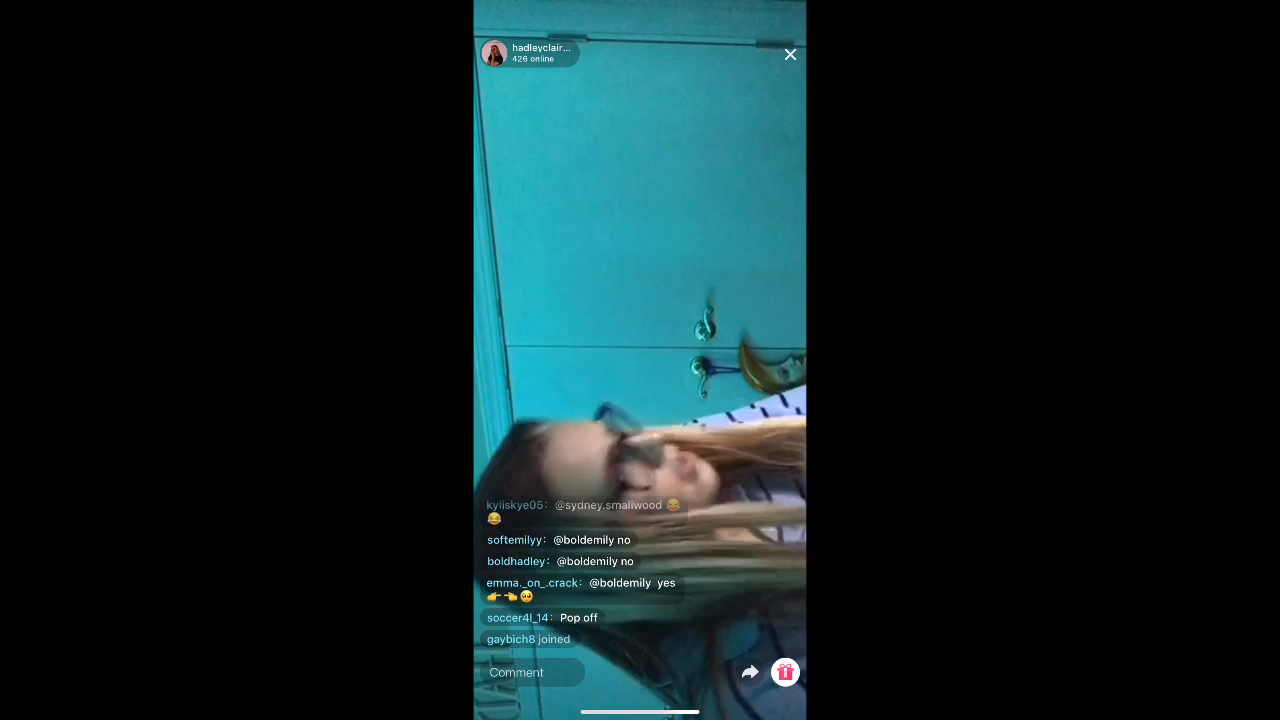 hadleyclair...
426 online
kyliskye05: @sydney.smallwood 😂
😂
softemilyy: @boldemily no
boldhadley: @boldemily no
emma._on_.crack: @boldemily yes
👉👈🥺
soccer4l_14: Pop off
gaybich8 joined
Comment